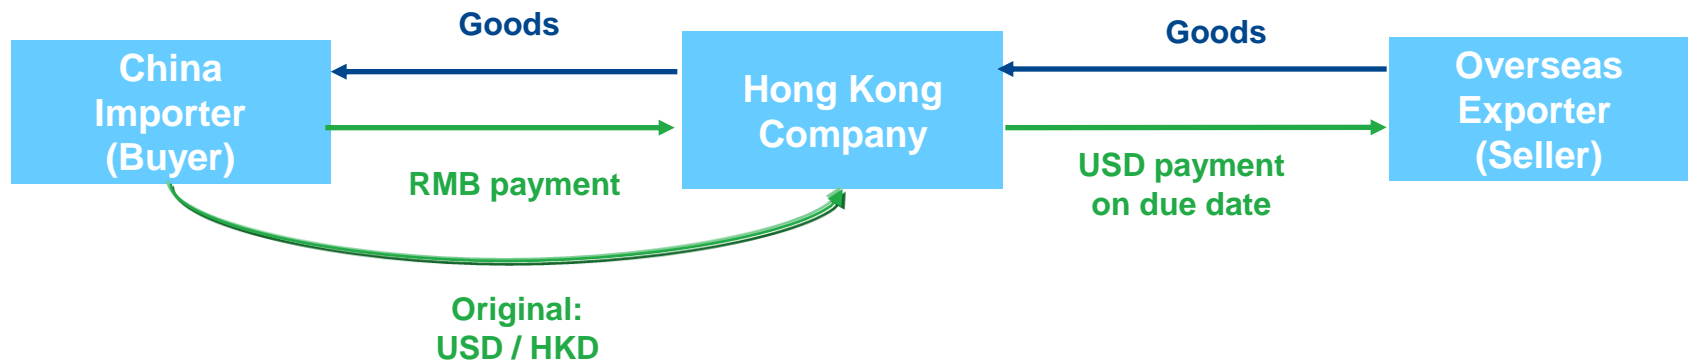 Goods
Goods
China
Importer
(Buyer)
Hong Kong
Company
Overseas
Exporter
(Seller)
RMB payment
USD payment
on due date
Original:
USD / HKD